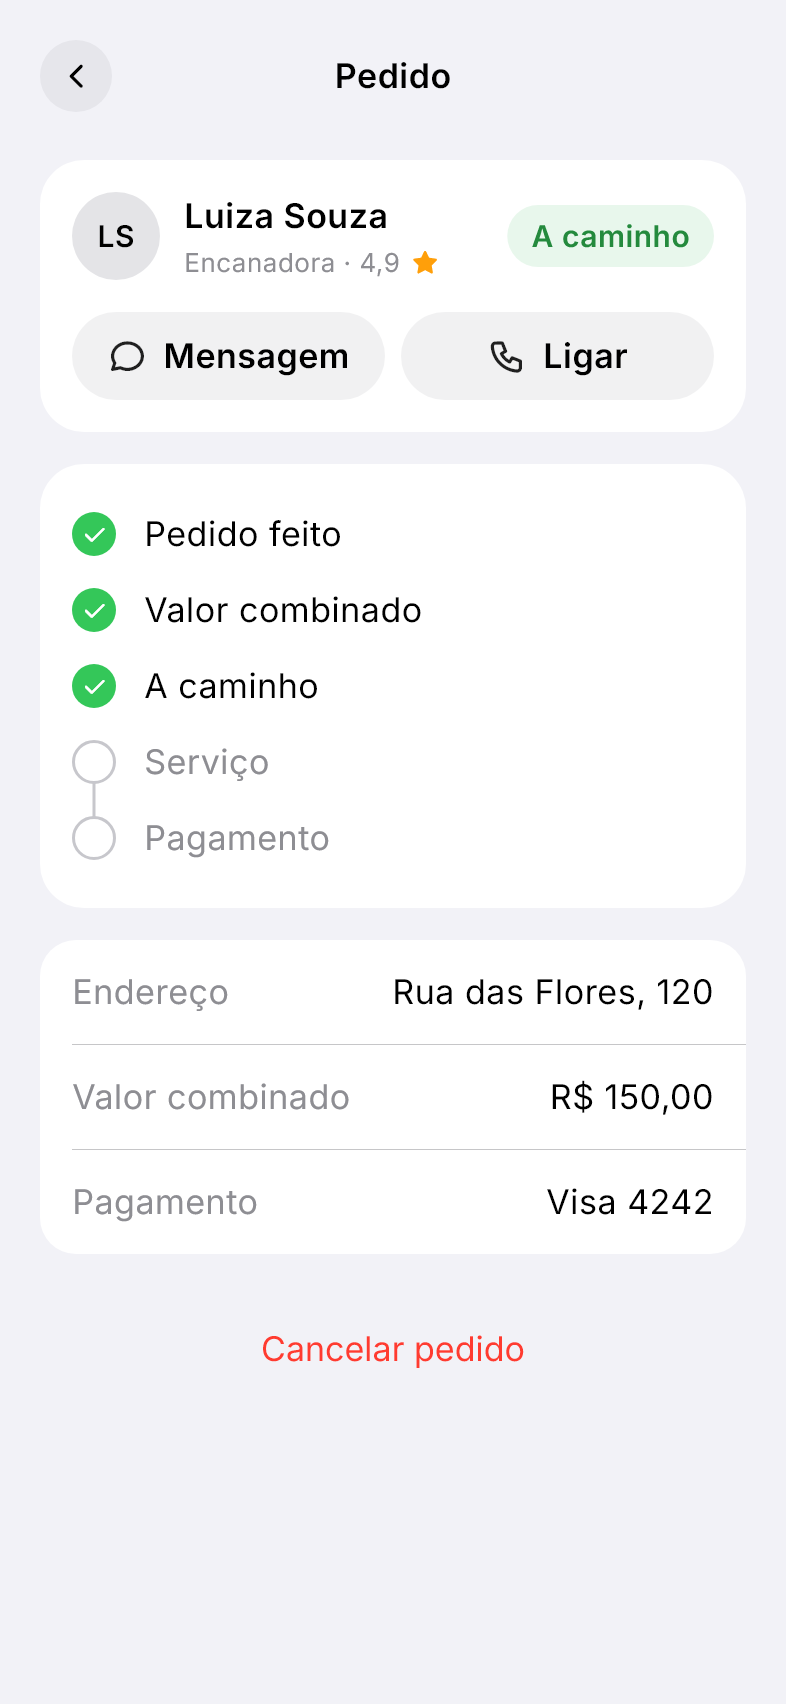 Pedido
LS
Luiza Souza
Encanadora · 4,9
A caminho
Mensagem
Ligar
Pedido feito
Valor combinado
A caminho
Serviço
Pagamento
Endereço Rua das Flores, 120
Valor combinado R$ 150,00
Pagamento Visa 4242
Cancelar pedido